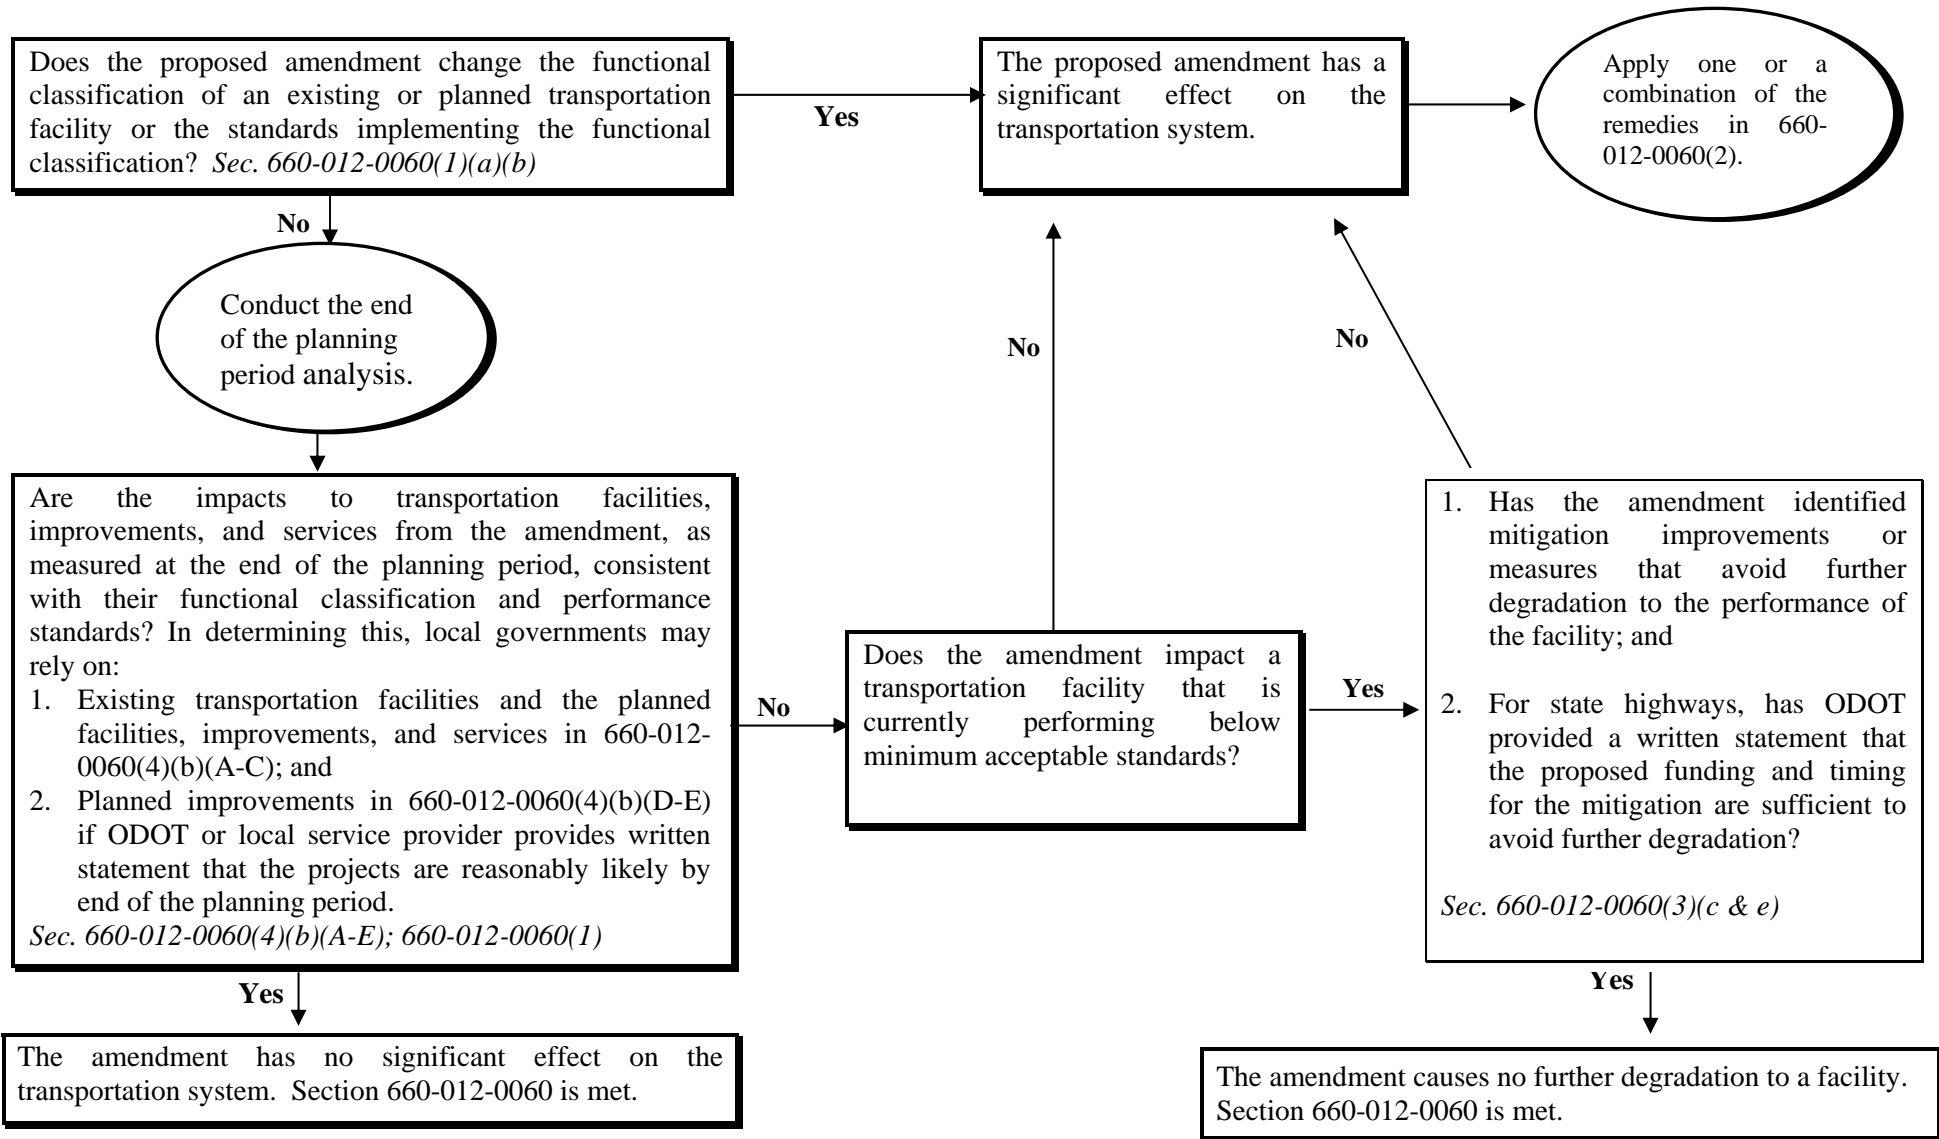 Does the proposed amendment change the functional
classification of an existing or planned transportation
facility or the standards implementing the functional
classification? Sec. 660-012-0060(1)(a)(b)
Yes
The proposed amendment has a
significant effect on the
transportation system.
Apply one or a
combination of the
remedies in 660-
012-0060(2).
No
Conduct the end
of the planning
period analysis.
No
No
Are the impacts to transportation facilities,
improvements, and services from the amendment, as
measured at the end of the planning period, consistent
with their functional classification and performance
standards? In determining this, local governments may
rely on:
1. Existing transportation facilities and the planned
facilities, improvements, and services in 660-012-
0060(4)(b)(A-C); and
2. Planned improvements in 660-012-0060(4)(b)(D-E)
if ODOT or local service provider provides written
statement that the projects are reasonably likely by
end of the planning period.
Sec. 660-012-0060(4)(b)(A-E); 660-012-0060(1)
No
Does the amendment impact a
transportation facility that is
currently performing below
minimum acceptable standards?
Yes
1. Has the amendment identified
mitigation improvements or
measures that avoid further
degradation to the performance of
the facility; and
2. For state highways, has ODOT
provided a written statement that
the proposed funding and timing
for the mitigation are sufficient to
avoid further degradation?
Sec. 660-012-0060(3)(c & e)
Yes
Yes
The amendment has no significant effect on the
transportation system. Section 660-012-0060 is met.
The amendment causes no further degradation to a facility.
Section 660-012-0060 is met.